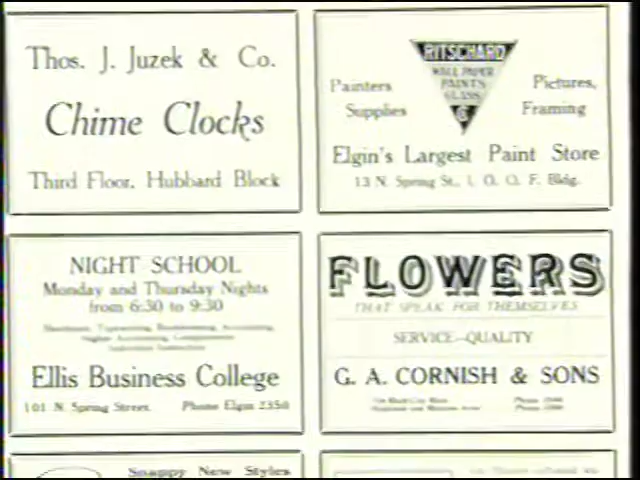 Thos. J. Juzek & Co.
Chime Clocks
Third Floor, Hubbard Block
RITSCHARD
WALL PAPER
PAINTS
GLASS
Painters
Supplies
Pictures,
Framing
Elgin's Largest Paint Store
13 N. Spring St., I. O. O. F. Bldg.
NIGHT SCHOOL
Monday and Thursday Nights
from 6:30 to 9:30
Ellis Business College
101 N. Spring Street
Phone Elgin 2350
FLOWERS
THAT SPEAK FOR THEMSELVES
SERVICE—QUALITY
G. A. CORNISH & SONS
Snappy New Styles